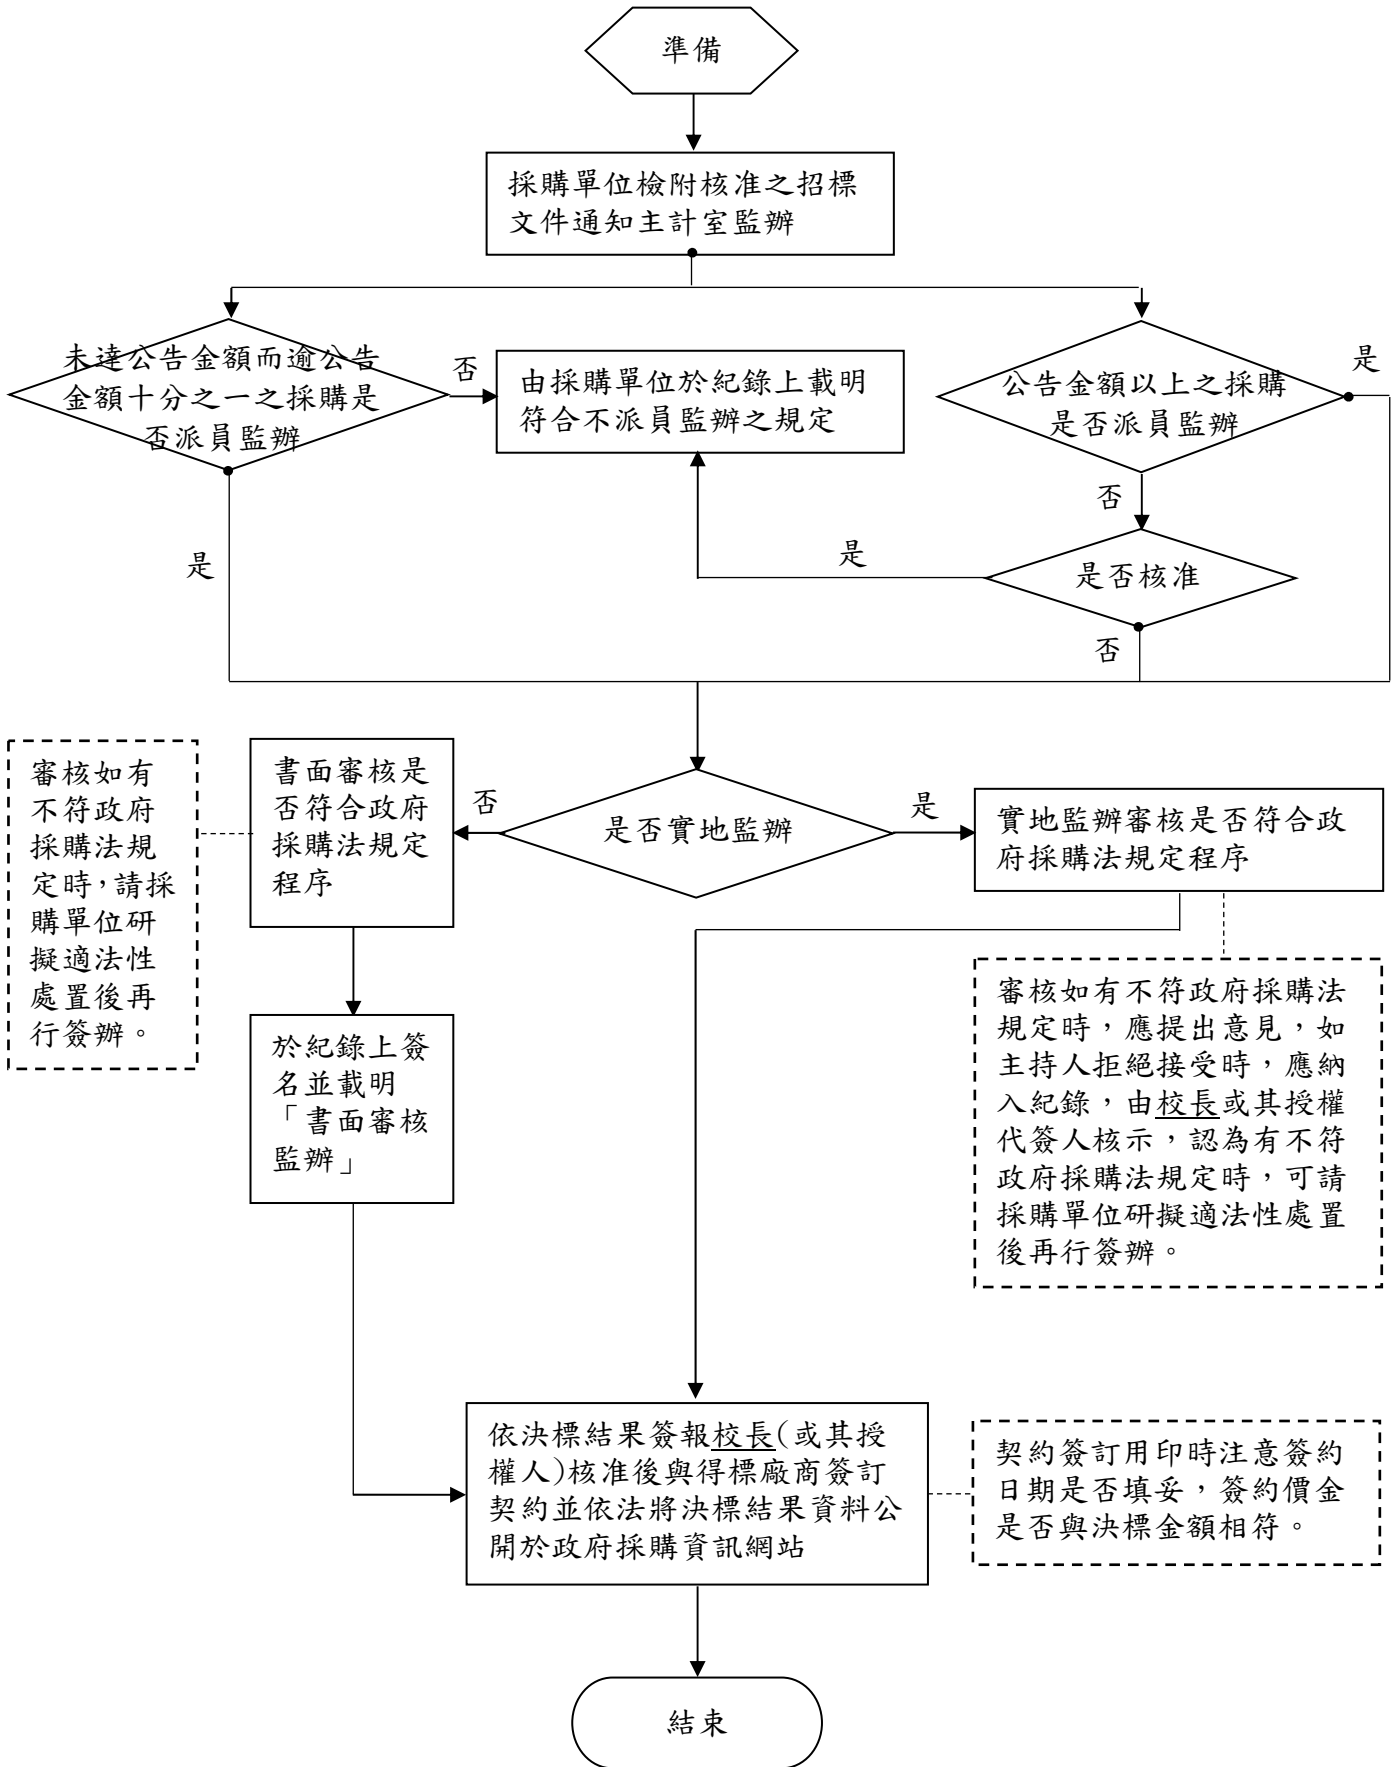 準備
採購單位檢附核准之招標
文件通知主計室監辦
未達公告金額而逾公告
金額十分之一之採購是
否派員監辦
否
由採購單位於紀錄上載明
符合不派員監辦之規定
公告金額以上之採購
是否派員監辦
是
否
是
是
是否核准
否
審核如有
不符政府
採購法規
定時，請採
購單位研
擬適法性
處置後再
行簽辦。
書面審核是
否符合政府
採購法規定
程序
否
是否實地監辦
是
實地監辦審核是否符合政
府採購法規定程序
於紀錄上簽
名並載明
「書面審核
監辦」
審核如有不符政府採購法
規定時，應提出意見，如
主持人拒絕接受時，應納
入紀錄，由校長或其授權
代簽人核示，認為有不符
政府採購法規定時，可請
採購單位研擬適法性處置
後再行簽辦。
依決標結果簽報校長(或其授
權人)核准後與得標廠商簽訂
契約並依法將決標結果資料公
開於政府採購資訊網站
契約簽訂用印時注意簽約
日期是否填妥，簽約價金
是否與決標金額相符。
結束